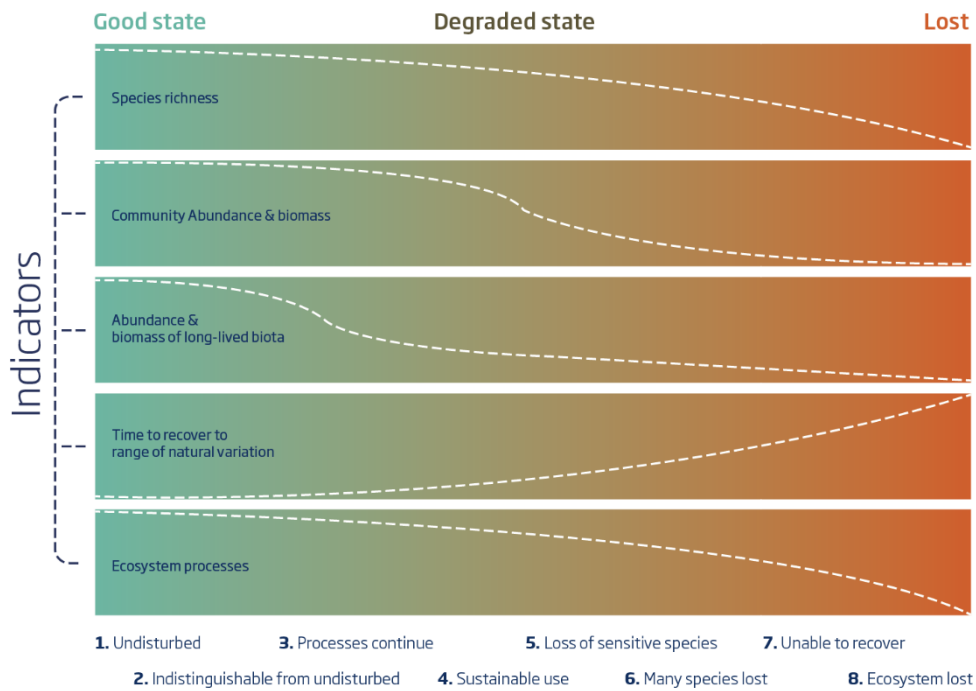 Good state
Degraded state
Lost
Indicators
Species richness
Community Abundance & biomass
Abundance &
biomass of long-lived biota
Time to recover to
range of natural variation
Ecosystem processes
1. Undisturbed
3. Processes continue
5. Loss of sensitive species
7. Unable to recover
2. Indistinguishable from undisturbed
4. Sustainable use
6. Many species lost
8. Ecosystem lost